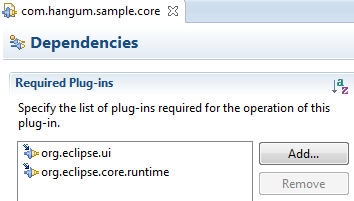 com.hangum.sample.core
Dependencies
Required Plug-ins
Specify the list of plug-ins required for the operation of this
plug-in.
org.eclipse.ui
org.eclipse.core.runtime
Add...
Remove